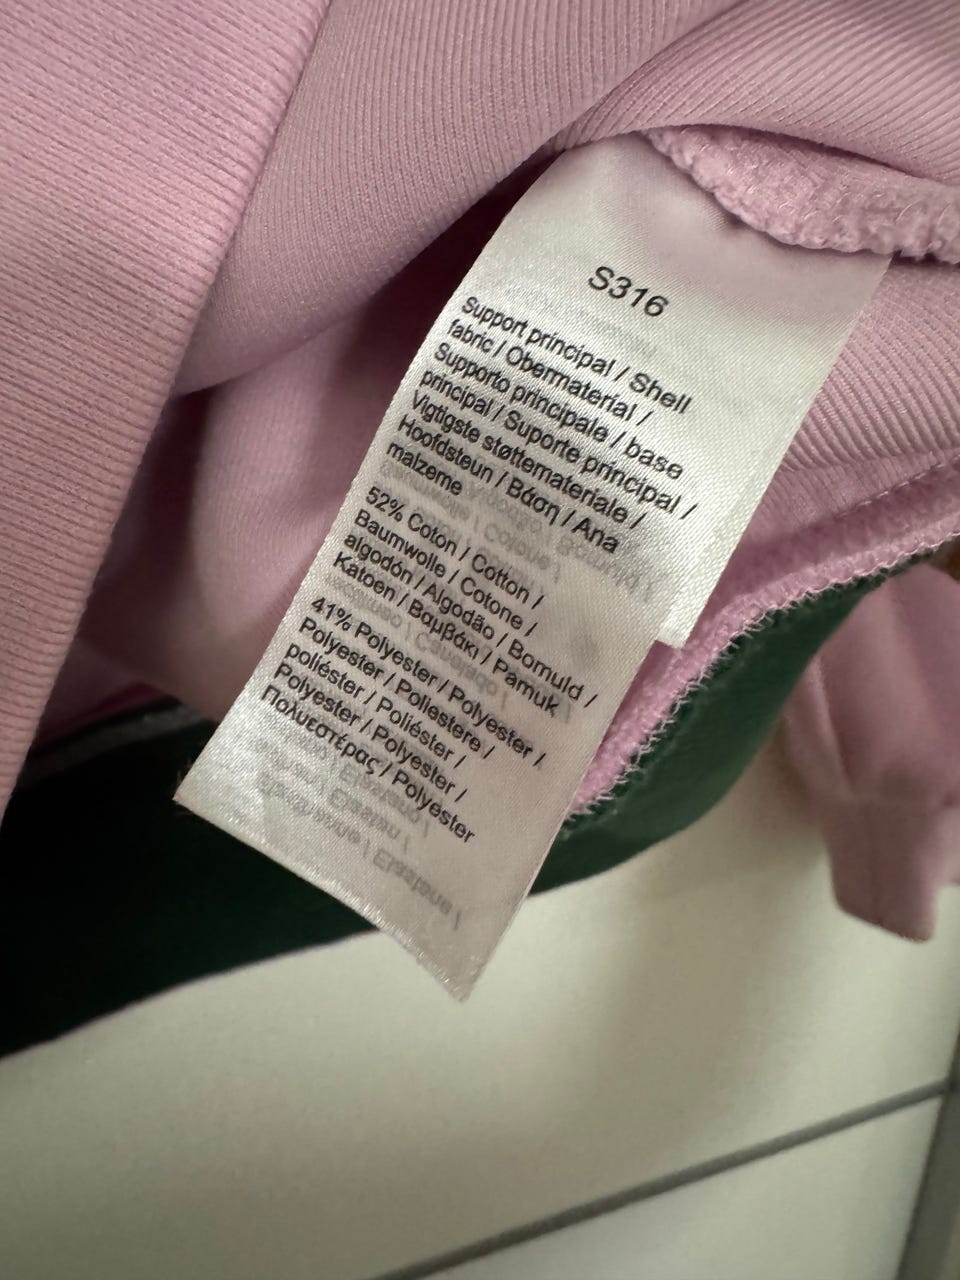 S316
Support principal / Shell
fabric / Obermaterial /
Supporto principale / base
principal / Suporte principal /
Vigtigste støttemateriale /
Hoofdsteun / Βάση / Ana
malzeme
52% Coton / Cotton /
Baumwolle / Cotone /
algodón / Algodão / Bomuld /
Katoen / Βαμβάκι / Pamuk
41% Polyester / Polyester /
Polyester / Poliestere /
poliéster / Poliéster /
Polyester / Polyester /
Πολυεστέρας / Polyester